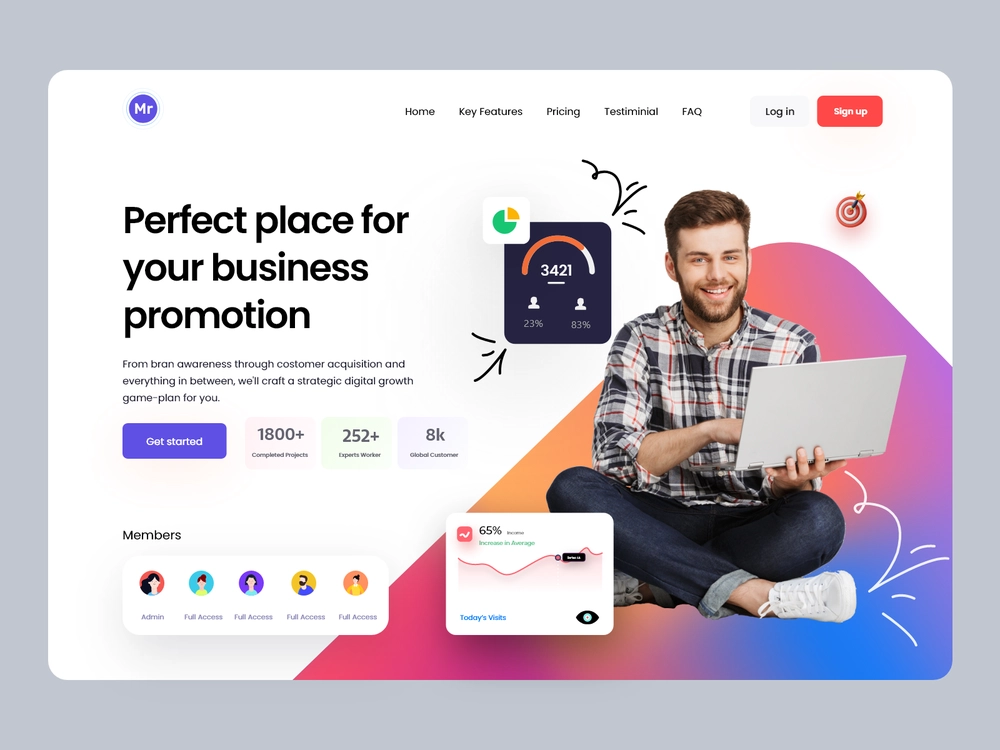 Mr
Home
Key Features
Pricing
Testiminial
FAQ
Log in
Sign up
Perfect place for
your business
promotion
From bran awareness through costomer acquisition and
everything in between, we'll craft a strategic digital growth
game-plan for you.
Get started
1800+
Completed Projects
252+
Experts Worker
8k
Global Customer
3421
23%
83%
Members
Admin
Full Access
Full Access
Full Access
Full Access
65%
Income
Increase in Average
Today's Visits